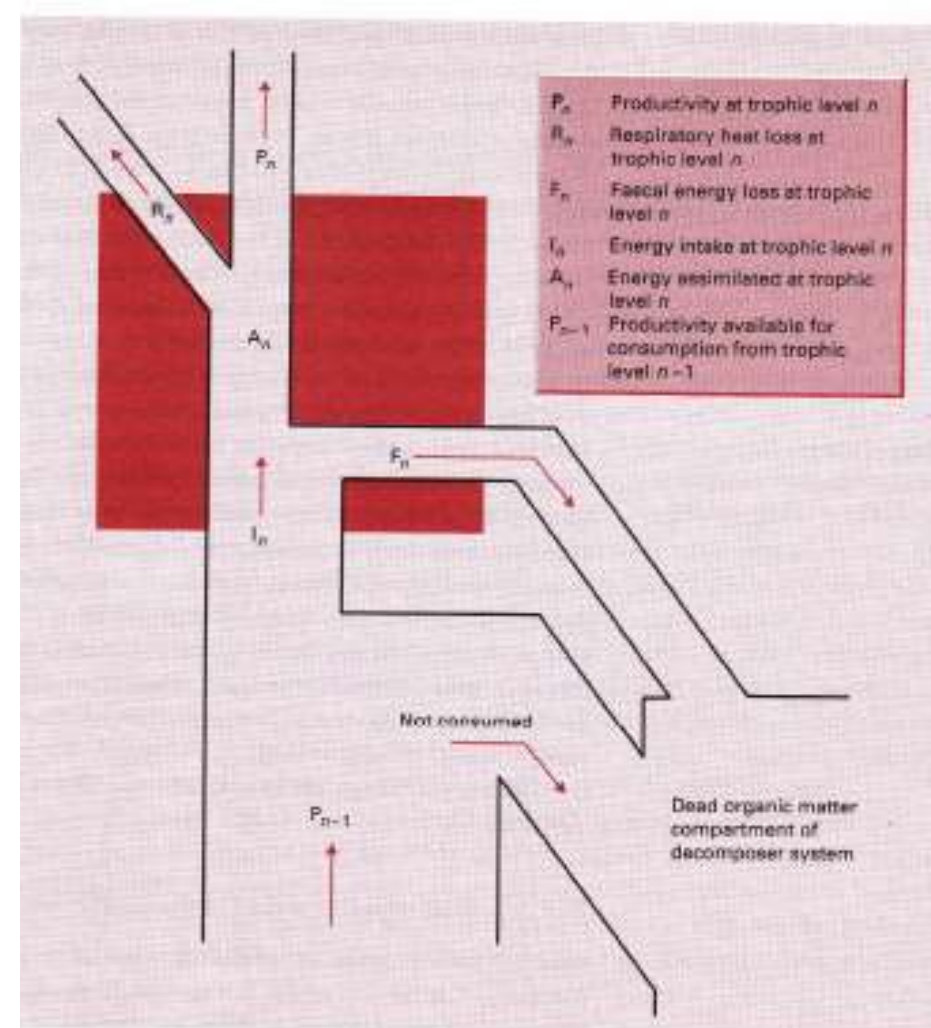 Pₙ Productivity at trophic level n
Rₙ Respiratory heat loss at
trophic level n
Fₙ Faecal energy loss at trophic
level n
Iₙ Energy intake at trophic level n
Aₙ Energy assimilated at trophic
level n
Pₙ₋₁ Productivity available for
consumption from trophic
level n–1
Pₙ
Rₙ
Aₙ
Fₙ
Iₙ
Not consumed
Pₙ₋₁
Dead organic matter
compartment of
decomposer system